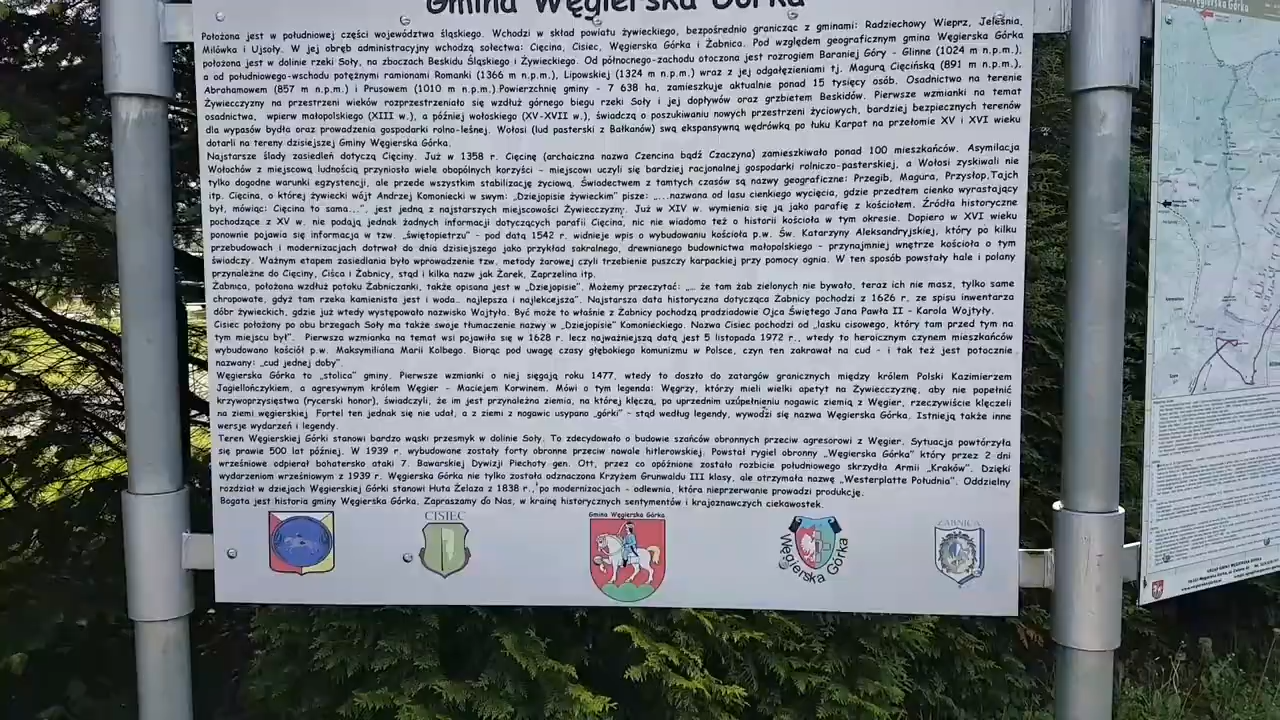 Gmina Węgierska Górka
Położona jest w południowej części województwa śląskiego. Wchodzi w skład powiatu żywieckiego, bezpośrednio granicząc z gminami: Radziechowy Wieprz, Jeleśnia,
Milówka i Ujsoły. W jej obręb administracyjny wchodzą sołectwa: Cięcina, Cisiec, Węgierska Górka i Żabnica. Pod względem geograficznym gmina Węgierska Górka
położona jest w dolinie rzeki Soły, na zboczach Beskidu Śląskiego i Żywieckiego. Od północnego-zachodu otoczona jest rozrogiem Baraniej Góry - Glinne (1024 m n.p.m.),
a od południowego-wschodu potężnymi ramionami Romanki (1366 m n.p.m.), Lipowskiej (1324 m n.p.m.) wraz z jej odgałęzieniami tj. Magurą Cięcińską (891 m n.p.m.),
Abrahamowem (857 m n.p.m.) i Prusowem (1010 m n.p.m.).Powierzchnię gminy - 7 638 ha, zamieszkuje aktualnie ponad 15 tysięcy osób. Osadnictwo na terenie
Żywiecczyzny na przestrzeni wieków rozprzestrzeniało się wzdłuż górnego biegu rzeki Soły i jej dopływów oraz grzbietem Beskidów. Pierwsze wzmianki na temat
osadnictwa, wpierw małopolskiego (XIII w.), a później wołoskiego (XV-XVII w.), świadczą o poszukiwaniu nowych przestrzeni życiowych, bardziej bezpiecznych terenów
dla wypasów bydła oraz prowadzenia gospodarki rolno-leśnej. Wołosi (lud pasterski z Bałkanów) swą ekspansywną wędrówką po łuku Karpat na przełomie XV i XVI wieku
dotarli na tereny dzisiejszej Gminy Węgierska Górka.
Najstarsze ślady zasiedleń dotyczą Cięciny. Już w 1358 r. Cięcinę (archaiczna nazwa Czencina bądź Czaczyna) zamieszkiwało ponad 100 mieszkańców. Asymilacja
Wołochów z miejscową ludnością przyniosła wiele obopólnych korzyści - miejscowi uczyli się bardziej racjonalnej gospodarki rolniczo-pasterskiej, a Wołosi zyskiwali nie
tylko dogodne warunki egzystencji, ale przede wszystkim stabilizację życiową. Świadectwem z tamtych czasów są nazwy geograficzne: Przegib, Magura, Przysłop,Tajch
itp. Cięcina, o której żywiecki wójt Andrzej Komoniecki w swym: „Dziejopisie żywieckim" pisze: „....nazwana od lasu cienkiego wycięcia, gdzie przedtem cienko wyrastający
był, mówiąc: Cięcina to sama...", jest jedną z najstarszych miejscowości Żywiecczyzny. Już w XIV w. wymienia się ją jako parafię z kościołem. Źródła historyczne
pochodzące z XV w. nie podają jednak żadnych informacji dotyczących parafii Cięcina, nic nie wiadomo też o historii kościoła w tym okresie. Dopiero w XVI wieku
ponownie pojawia się informacja w tzw. „świętopietrzu" - pod datą 1542 r. widnieje wpis o wybudowaniu kościoła p.w. Św. Katarzyny Aleksandryjskiej, który po kilku
przebudowach i modernizacjach dotrwał do dnia dzisiejszego jako przykład sakralnego, drewnianego budownictwa małopolskiego - przynajmniej wnętrze kościoła o tym
świadczy. Ważnym etapem zasiedlania było wprowadzenie tzw. metody żarowej czyli trzebienie puszczy karpackiej przy pomocy ognia. W ten sposób powstały hale i polany
przynależne do Cięciny, Ciśca i Żabnicy, stąd i kilka nazw jak Żarek, Zaprzelina itp.
Żabnica, położona wzdłuż potoku Żabniczanki, także opisana jest w „Dziejopisie". Możemy przeczytać: „... że tam żab zielonych nie bywało, teraz ich nie masz, tylko same
chropowate, gdyż tam rzeka kamienista jest i woda.. najlepsza i najlekcejsza". Najstarsza data historyczna dotycząca Żabnicy pochodzi z 1626 r. ze spisu inwentarza
dóbr żywieckich, gdzie już wtedy występowało nazwisko Wojtyła. Być może to właśnie z Żabnicy pochodzą pradziadowie Ojca Świętego Jana Pawła II - Karola Wojtyły.
Cisiec położony po obu brzegach Soły ma także swoje tłumaczenie nazwy w „Dziejopisie" Komonieckiego. Nazwa Cisiec pochodzi od „lasku cisowego, który tam przed tym na
tym miejscu był". Pierwsza wzmianka na temat wsi pojawiła się w 1628 r. lecz najważniejszą datą jest 5 listopada 1972 r., wtedy to heroicznym czynem mieszkańców
wybudowano kościół p.w. Maksymiliana Marii Kolbego. Biorąc pod uwagę czasy głębokiego komunizmu w Polsce, czyn ten zakrawał na cud - i tak też jest potocznie
nazwany: „cud jednej doby".
Węgierska Górka to „stolica" gminy. Pierwsze wzmianki o niej sięgają roku 1477, wtedy to doszło do zatargów granicznych między królem Polski Kazimierzem
Jagiellończykiem, a agresywnym królem Węgier - Maciejem Korwinem. Mówi o tym legenda: Węgrzy, którzy mieli wielki apetyt na Żywiecczyznę, aby nie popełnić
krzywoprzysięstwa (rycerski honor), świadczyli, że im jest przynależna ziemia, na której klęczą, po uprzednim uzupełnieniu nogawic ziemią z Węgier, rzeczywiście klęczeli
na ziemi węgierskiej. Fortel ten jednak się nie udał, a z ziemi z nogawic usypano „górki" - stąd według legendy, wywodzi się nazwa Węgierska Górka. Istnieją także inne
wersje wydarzeń i legendy.
Teren Węgierskiej Górki stanowi bardzo wąski przesmyk w dolinie Soły. To zdecydowało o budowie szańców obronnych przeciw agresorowi z Węgier. Sytuacja powtórzyła
się prawie 500 lat później. W 1939 r. wybudowane zostały forty obronne przeciw nawale hitlerowskiej. Powstał rygiel obronny „Węgierska Górka" który przez 2 dni
wrześniowe odpierał bohatersko ataki 7. Bawarskiej Dywizji Piechoty gen. Ott, przez co opóźnione zostało rozbicie południowego skrzydła Armii „Kraków". Dzięki
wydarzeniom wrześniowym z 1939 r. Węgierska Górka nie tylko została odznaczona Krzyżem Grunwaldu III klasy, ale otrzymała nazwę „Westerplatte Południa". Oddzielny
rozdział w dziejach Węgierskiej Górki stanowi Huta Żelaza z 1838 r., po modernizacjach - odlewnia, która nieprzerwanie prowadzi produkcję.
Bogata jest historia gminy Węgierska Górka. Zapraszamy do Nas, w krainę historycznych sentymentów i krajoznawczych ciekawostek.
CISIEC
Gmina Węgierska Górka
Węgierska Górka
ŻABNICA